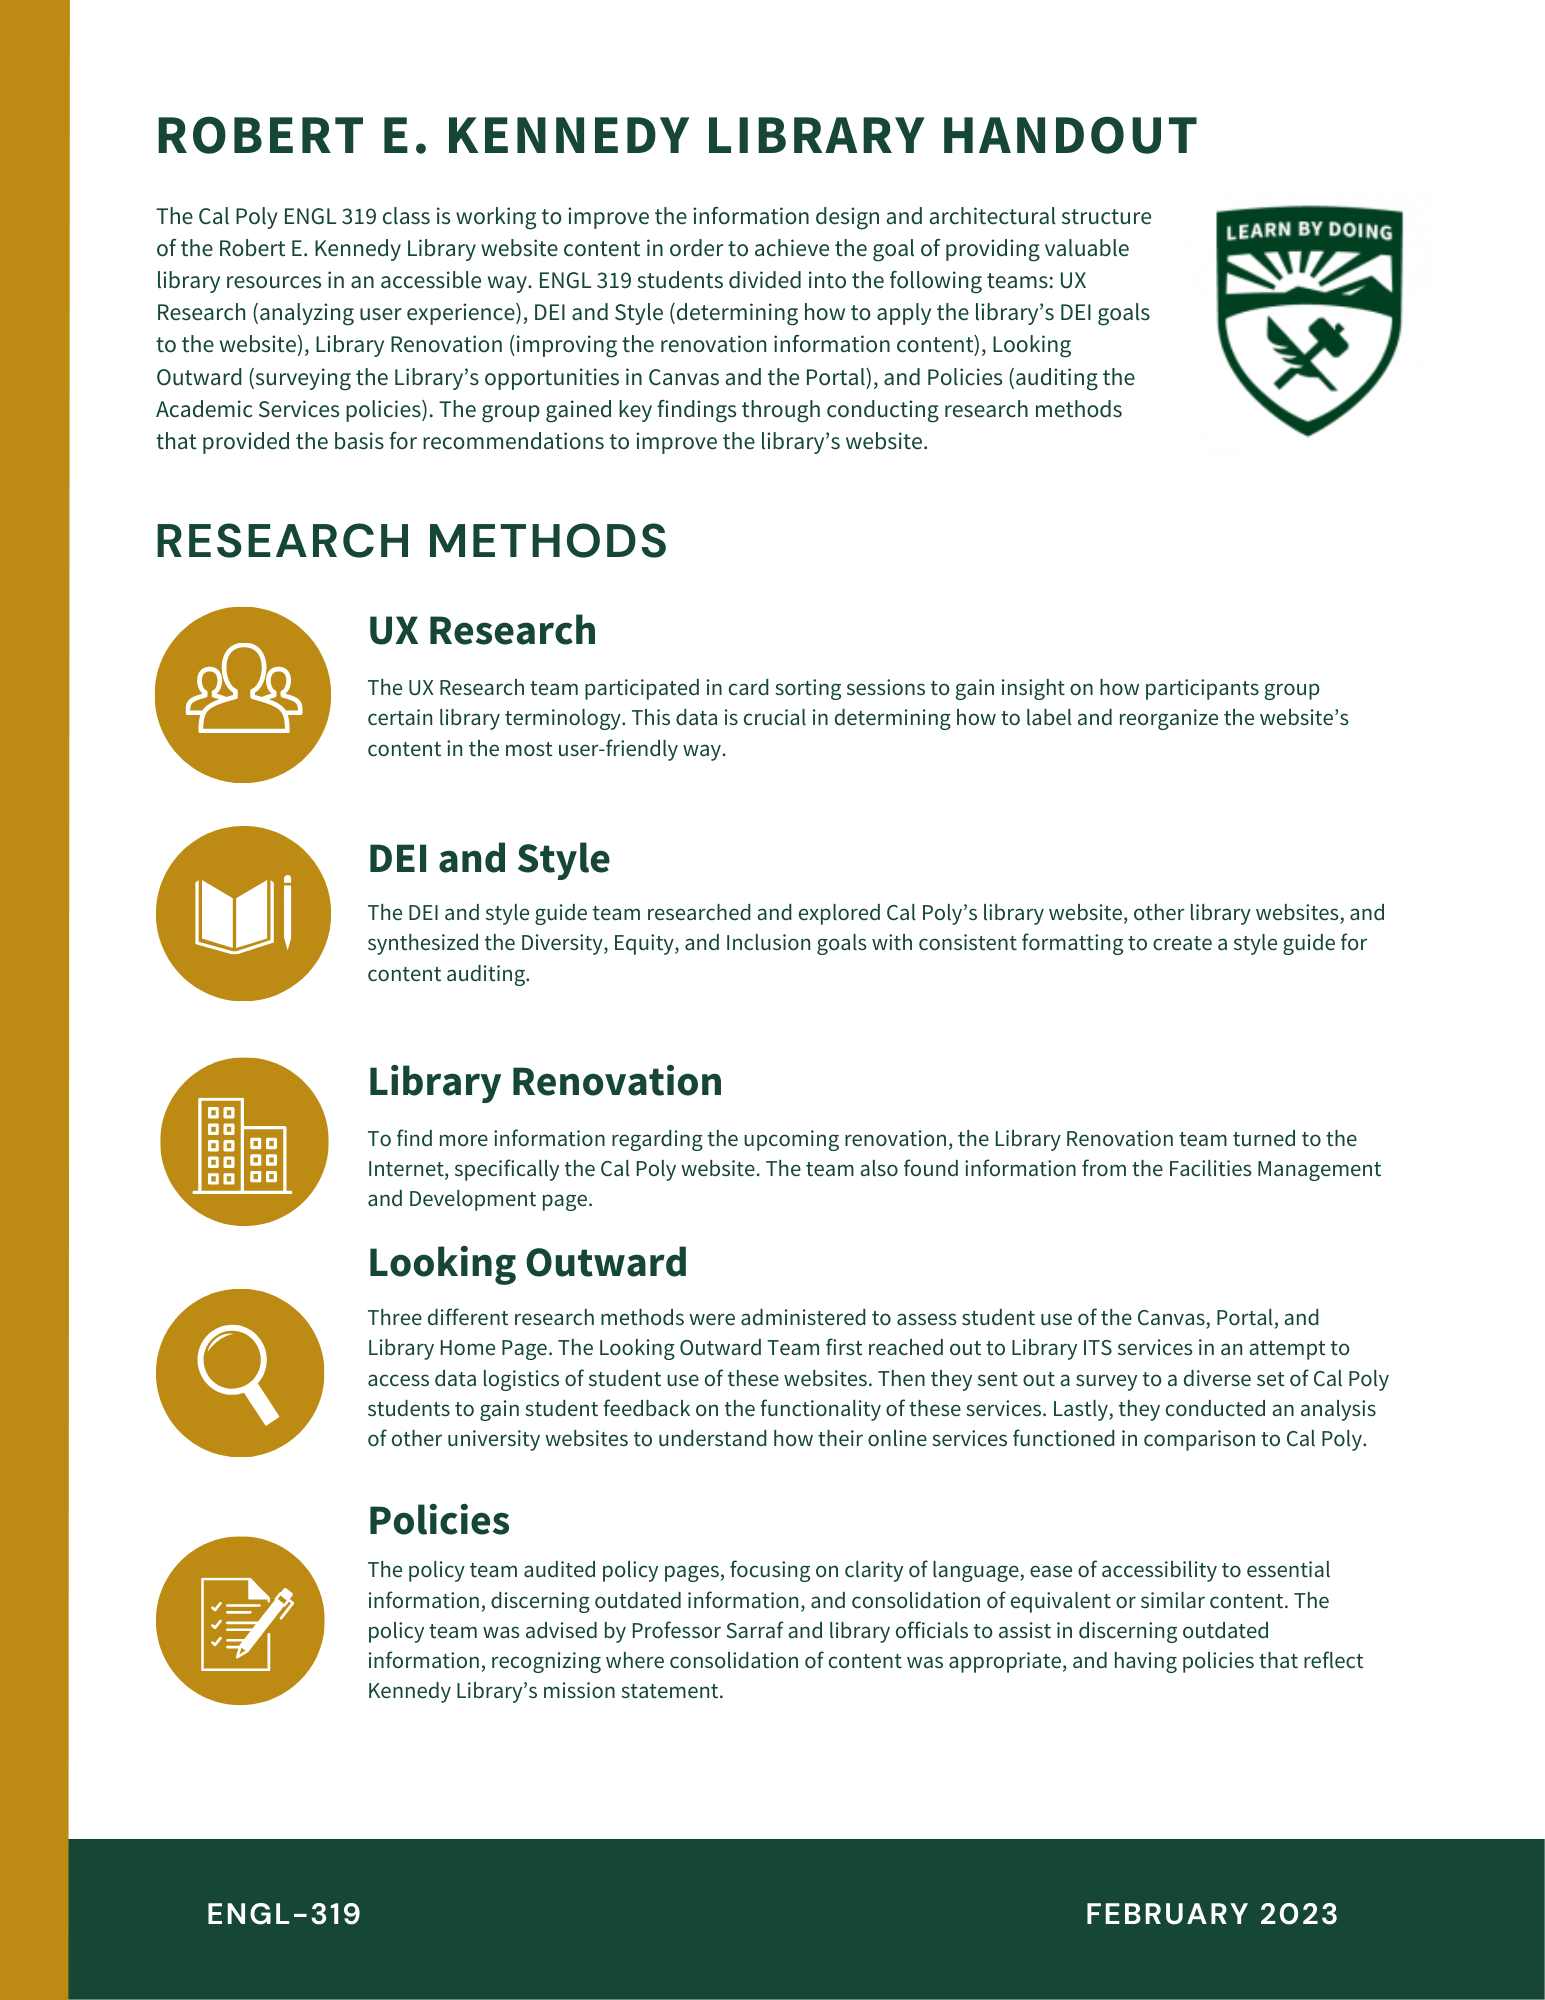 ROBERT E. KENNEDY LIBRARY HANDOUT
The Cal Poly ENGL 319 class is working to improve the information design and architectural structure
of the Robert E. Kennedy Library website content in order to achieve the goal of providing valuable
library resources in an accessible way. ENGL 319 students divided into the following teams: UX
Research (analyzing user experience), DEI and Style (determining how to apply the library’s DEI goals
to the website), Library Renovation (improving the renovation information content), Looking
Outward (surveying the Library’s opportunities in Canvas and the Portal), and Policies (auditing the
Academic Services policies). The group gained key findings through conducting research methods
that provided the basis for recommendations to improve the library’s website.
LEARN BY DOING
RESEARCH METHODS
UX Research
The UX Research team participated in card sorting sessions to gain insight on how participants group
certain library terminology. This data is crucial in determining how to label and reorganize the website’s
content in the most user-friendly way.
DEI and Style
The DEI and style guide team researched and explored Cal Poly’s library website, other library websites, and
synthesized the Diversity, Equity, and Inclusion goals with consistent formatting to create a style guide for
content auditing.
Library Renovation
To find more information regarding the upcoming renovation, the Library Renovation team turned to the
Internet, specifically the Cal Poly website. The team also found information from the Facilities Management
and Development page.
Looking Outward
Three different research methods were administered to assess student use of the Canvas, Portal, and
Library Home Page. The Looking Outward Team first reached out to Library ITS services in an attempt to
access data logistics of student use of these websites. Then they sent out a survey to a diverse set of Cal Poly
students to gain student feedback on the functionality of these services. Lastly, they conducted an analysis
of other university websites to understand how their online services functioned in comparison to Cal Poly.
Policies
The policy team audited policy pages, focusing on clarity of language, ease of accessibility to essential
information, discerning outdated information, and consolidation of equivalent or similar content. The
policy team was advised by Professor Sarraf and library officials to assist in discerning outdated
information, recognizing where consolidation of content was appropriate, and having policies that reflect
Kennedy Library’s mission statement.
ENGL-319
FEBRUARY 2023